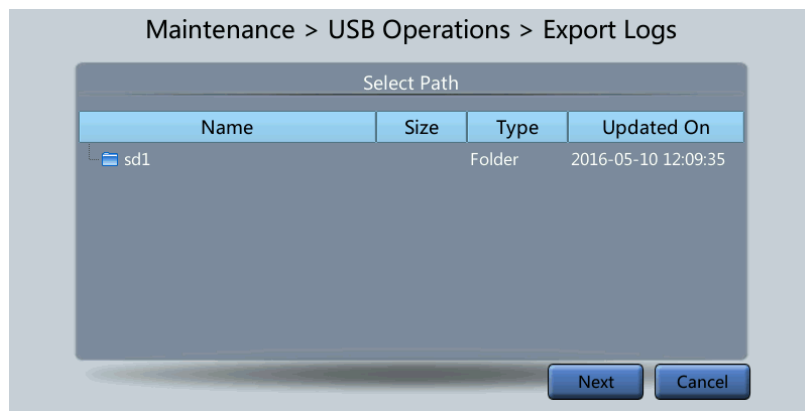 Maintenance > USB Operations > Export Logs
Select Path
Name Size Type Updated On
sd1 Folder 2016-05-10 12:09:35
Next Cancel